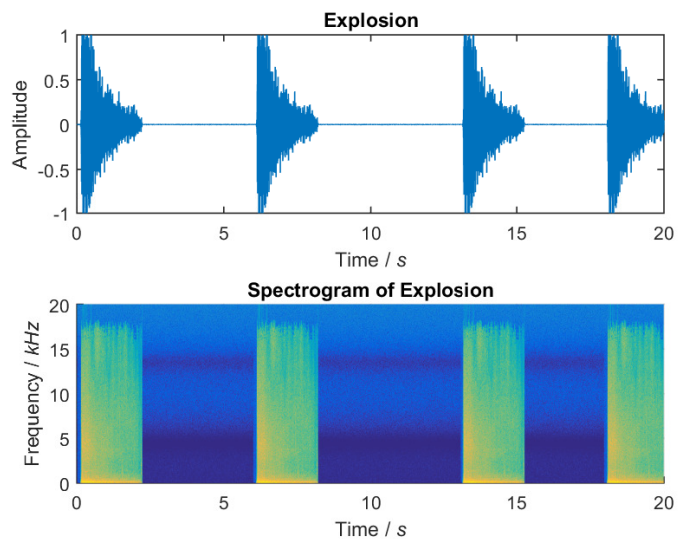 Explosion
1
0.5
0
-0.5
-1
Amplitude
0 5 10 15 20
Time / s
Spectrogram of Explosion
20
15
10
5
0
Frequency / kHz
0 5 10 15 20
Time / s